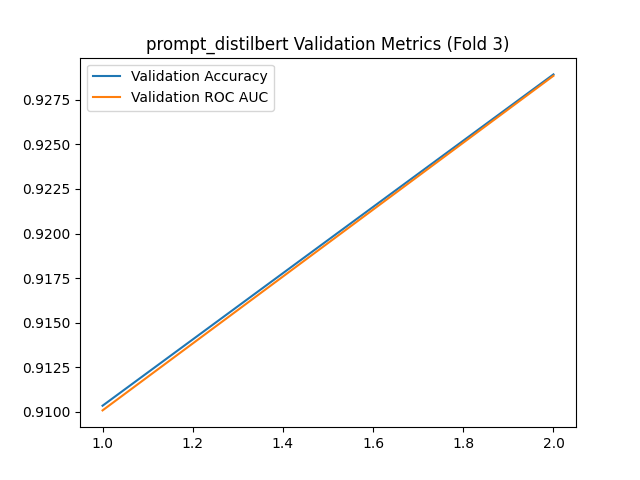 prompt_distilbert Validation Metrics (Fold 3)
Validation Accuracy
Validation ROC AUC
0.9275
0.9250
0.9225
0.9200
0.9175
0.9150
0.9125
0.9100
1.0 1.2 1.4 1.6 1.8 2.0